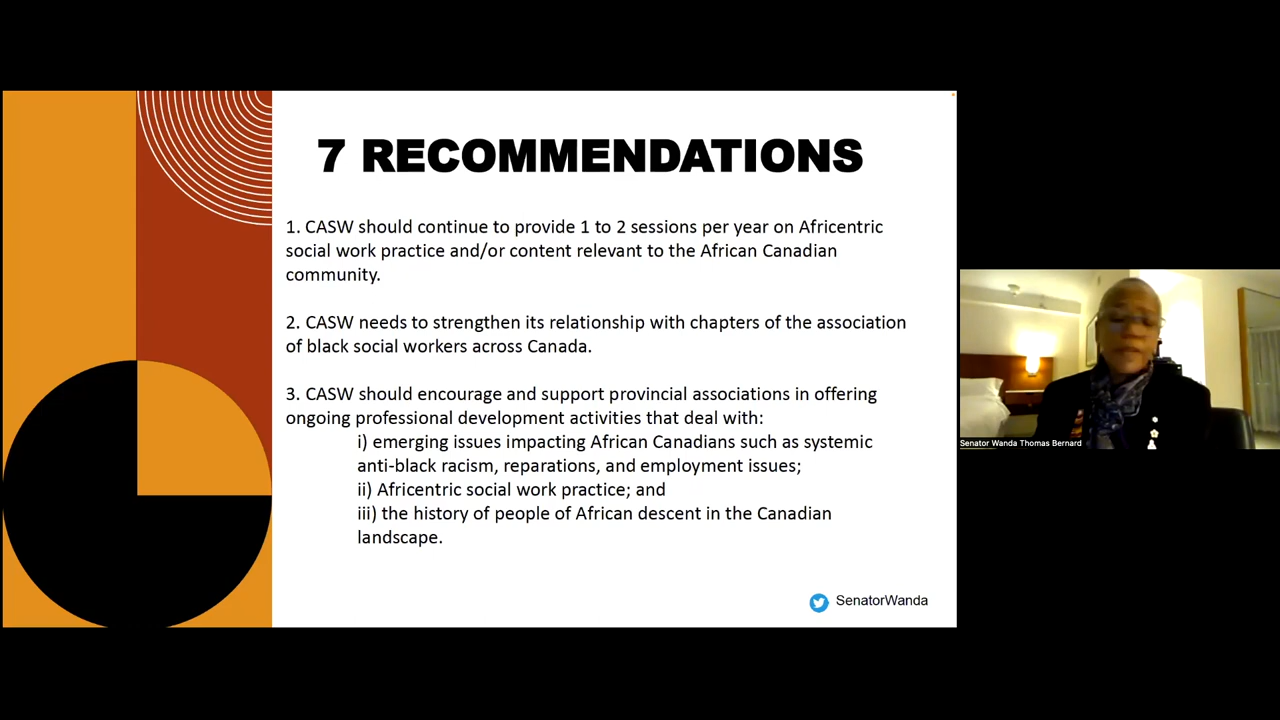 7 RECOMMENDATIONS
1. CASW should continue to provide 1 to 2 sessions per year on Africentric
social work practice and/or content relevant to the African Canadian
community.
2. CASW needs to strengthen its relationship with chapters of the association
of black social workers across Canada.
3. CASW should encourage and support provincial associations in offering
ongoing professional development activities that deal with:
i) emerging issues impacting African Canadians such as systemic
anti-black racism, reparations, and employment issues;
ii) Africentric social work practice; and
iii) the history of people of African descent in the Canadian
landscape.
SenatorWanda
Senator Wanda Thomas Bernard